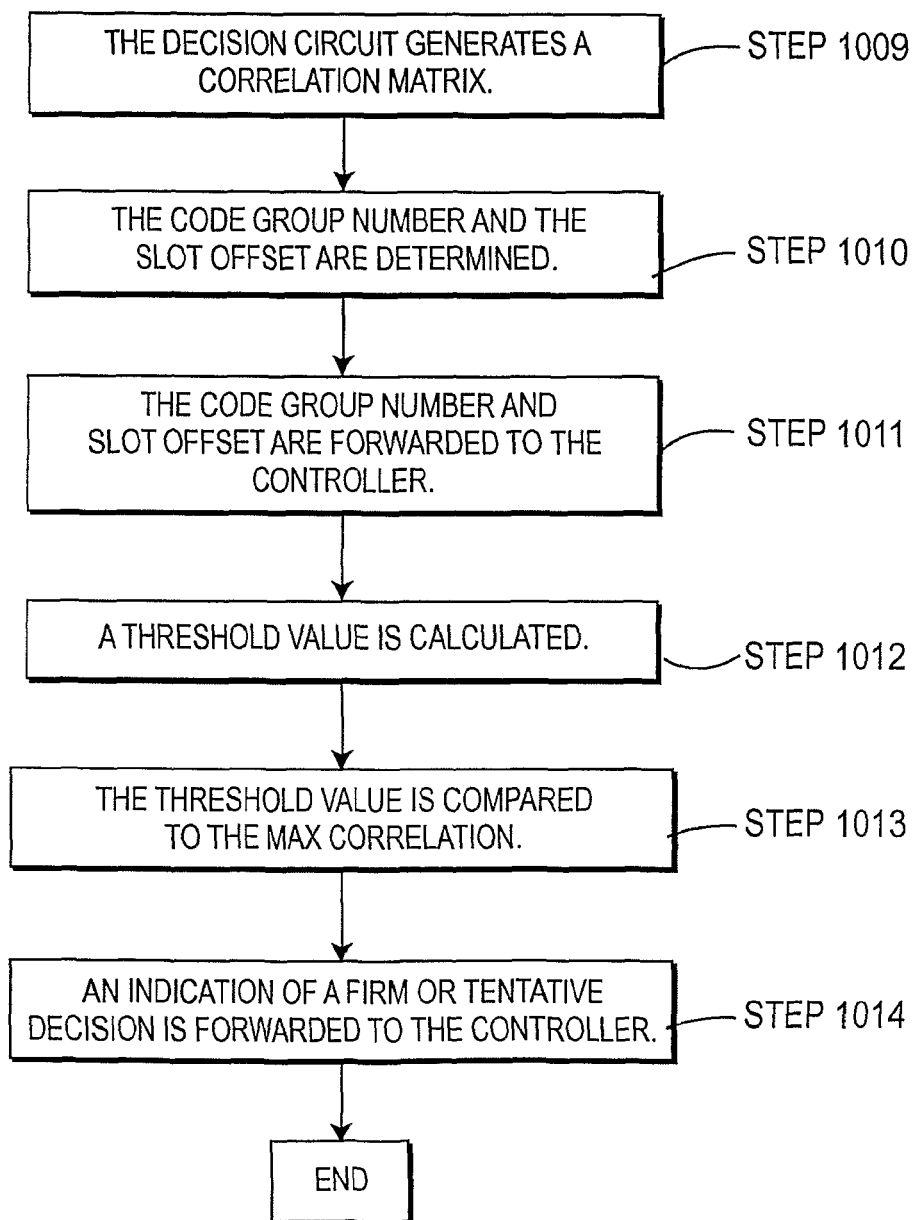 THE DECISION CIRCUIT GENERATES A
CORRELATION MATRIX.
STEP 1009
THE CODE GROUP NUMBER AND THE
SLOT OFFSET ARE DETERMINED.
STEP 1010
THE CODE GROUP NUMBER AND
SLOT OFFSET ARE FORWARDED TO THE
CONTROLLER.
STEP 1011
A THRESHOLD VALUE IS CALCULATED.
STEP 1012
THE THRESHOLD VALUE IS COMPARED
TO THE MAX CORRELATION.
STEP 1013
AN INDICATION OF A FIRM OR TENTATIVE
DECISION IS FORWARDED TO THE CONTROLLER.
STEP 1014
END